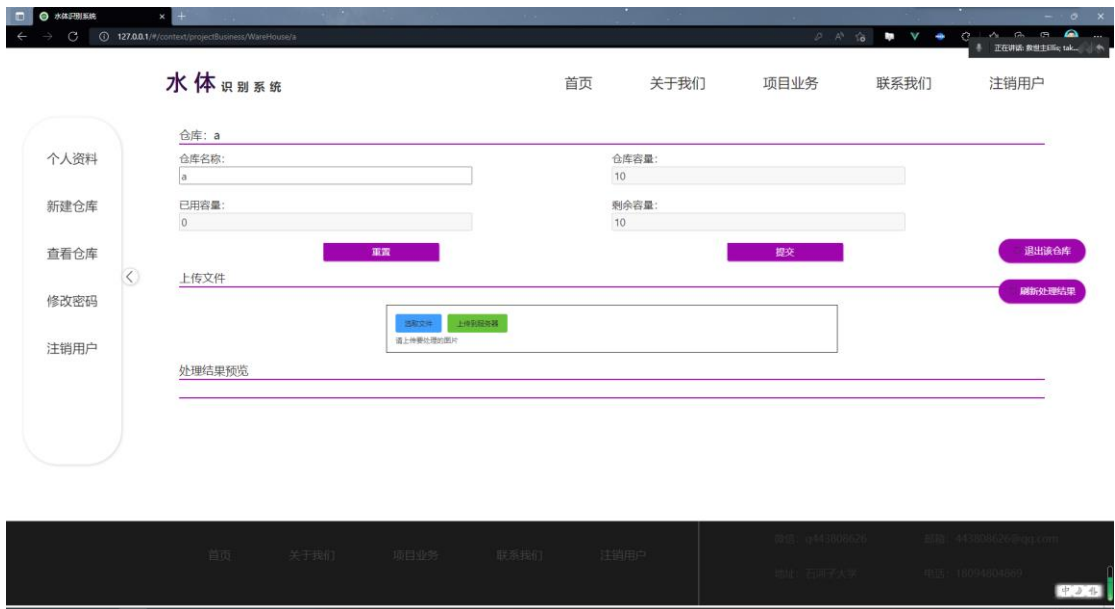 水体识别系统
127.0.0.1/#/context/projectBusiness/WareHouse/a
水体 识别系统 首页 关于我们 项目业务 联系我们 注销用户
个人资料
新建仓库
查看仓库
修改密码
注销用户
仓库: a
仓库名称: 仓库容量:
a 10
已用容量: 剩余容量:
0 10
重置 提交
退出该仓库
刷新处理结果
上传文件
选取文件 上传到服务器
请上传要处理的图片
处理结果预览
首页 关于我们 项目业务 联系我们 注销用户
微信: q443808626 邮箱: 443808626@qq.com
地址: 石河子大学 电话: 18094804869
中